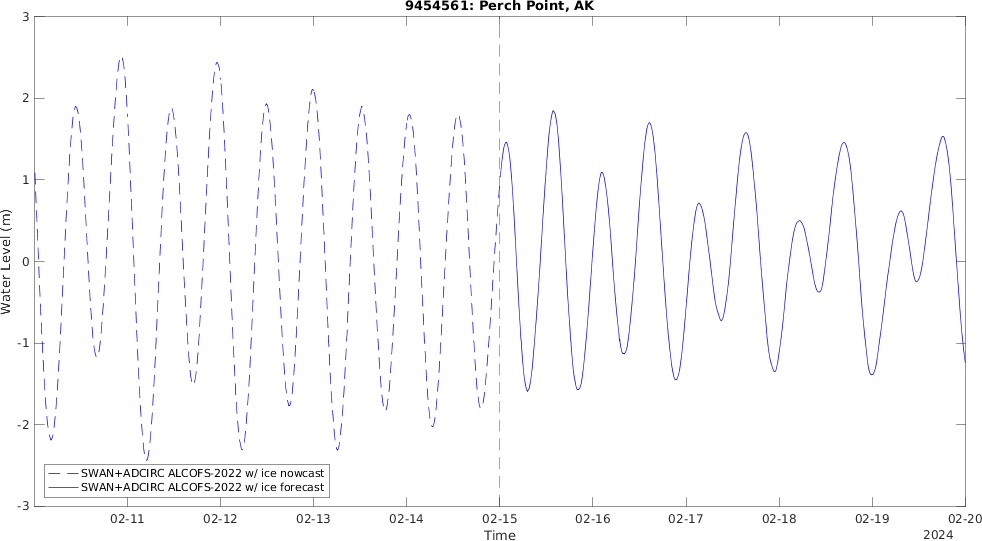 9454561: Perch Point, AK
3
2
1
0
-1
-2
-3
Water Level (m)
SWAN+ADCIRC ALCOFS-2022 w/ ice nowcast
SWAN+ADCIRC ALCOFS-2022 w/ ice forecast
02-11 02-12 02-13 02-14 02-15 02-16 02-17 02-18 02-19 02-20
Time
2024